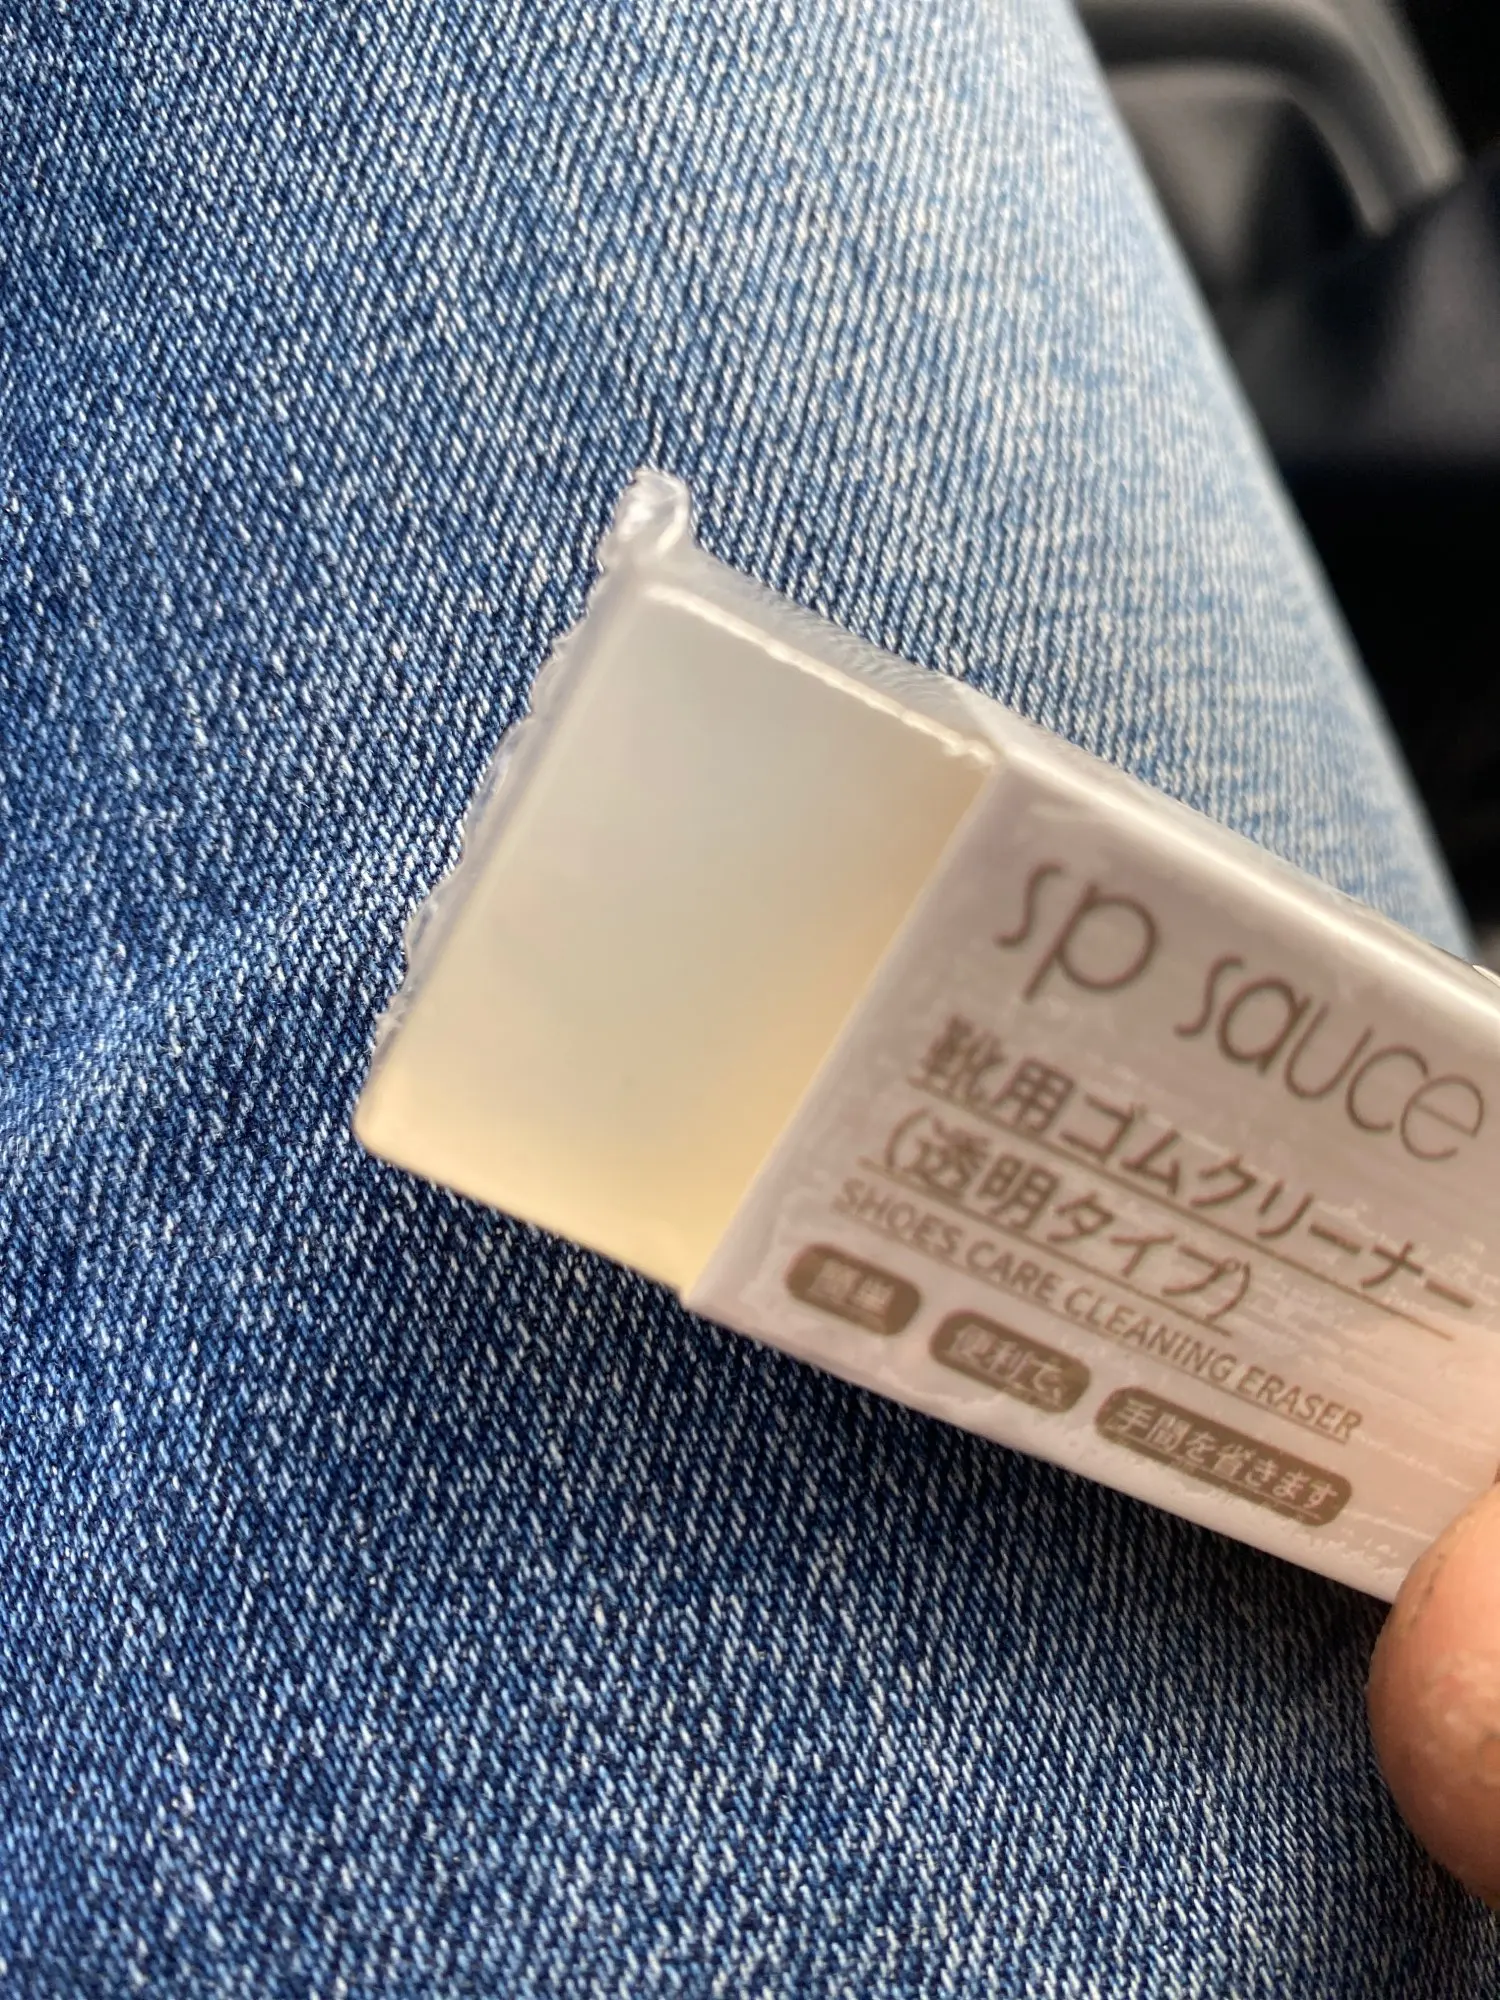 sp sauce
靴用ゴムクリーナー
(透明タイプ)
SHOES CARE CLEANING ERASER
簡単 便利で、 手間を省きます